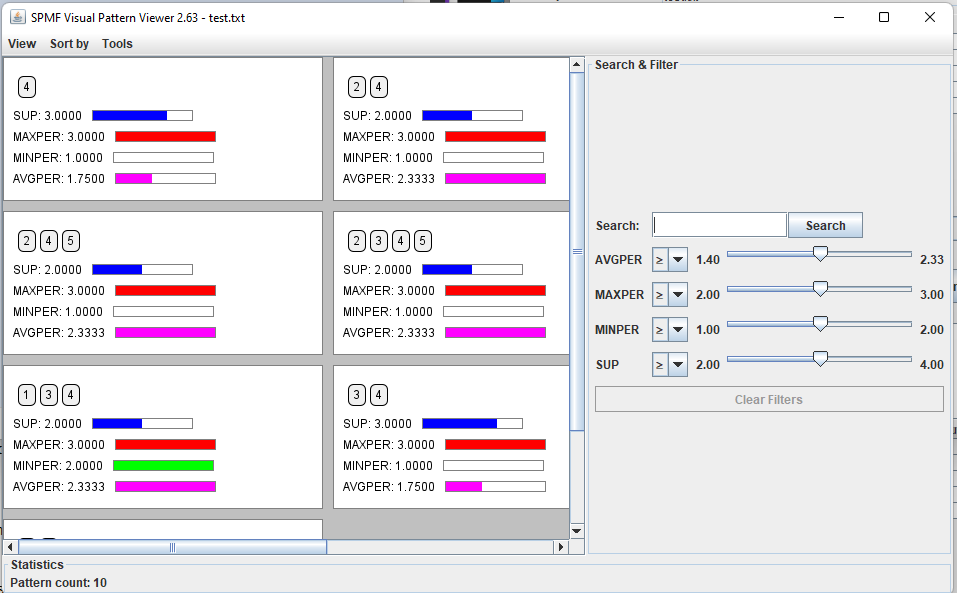 SPMF Visual Pattern Viewer 2.63 - test.txt
View Sort by Tools
4
SUP: 3.0000
MAXPER: 3.0000
MINPER: 1.0000
AVGPER: 1.7500
2 4
SUP: 2.0000
MAXPER: 3.0000
MINPER: 1.0000
AVGPER: 2.3333
2 4 5
SUP: 2.0000
MAXPER: 3.0000
MINPER: 1.0000
AVGPER: 2.3333
2 3 4 5
SUP: 2.0000
MAXPER: 3.0000
MINPER: 1.0000
AVGPER: 2.3333
1 3 4
SUP: 2.0000
MAXPER: 3.0000
MINPER: 2.0000
AVGPER: 2.3333
3 4
SUP: 3.0000
MAXPER: 3.0000
MINPER: 1.0000
AVGPER: 1.7500
Search & Filter
Search: Search
AVGPER ≥ 1.40 2.33
MAXPER ≥ 2.00 3.00
MINPER ≥ 1.00 2.00
SUP ≥ 2.00 4.00
Clear Filters
Statistics
Pattern count: 10